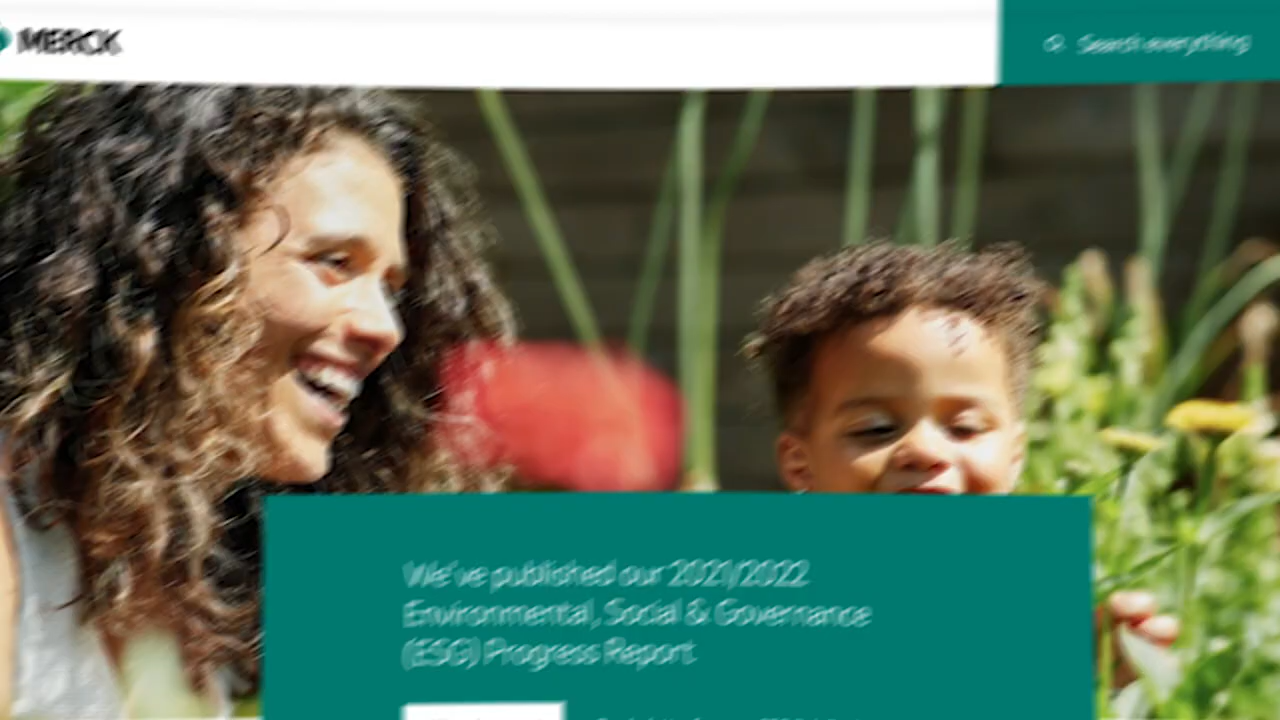 MERCK
Search everything
We've published our 2021/2022
Environmental, Social & Governance
(ESG) Progress Report